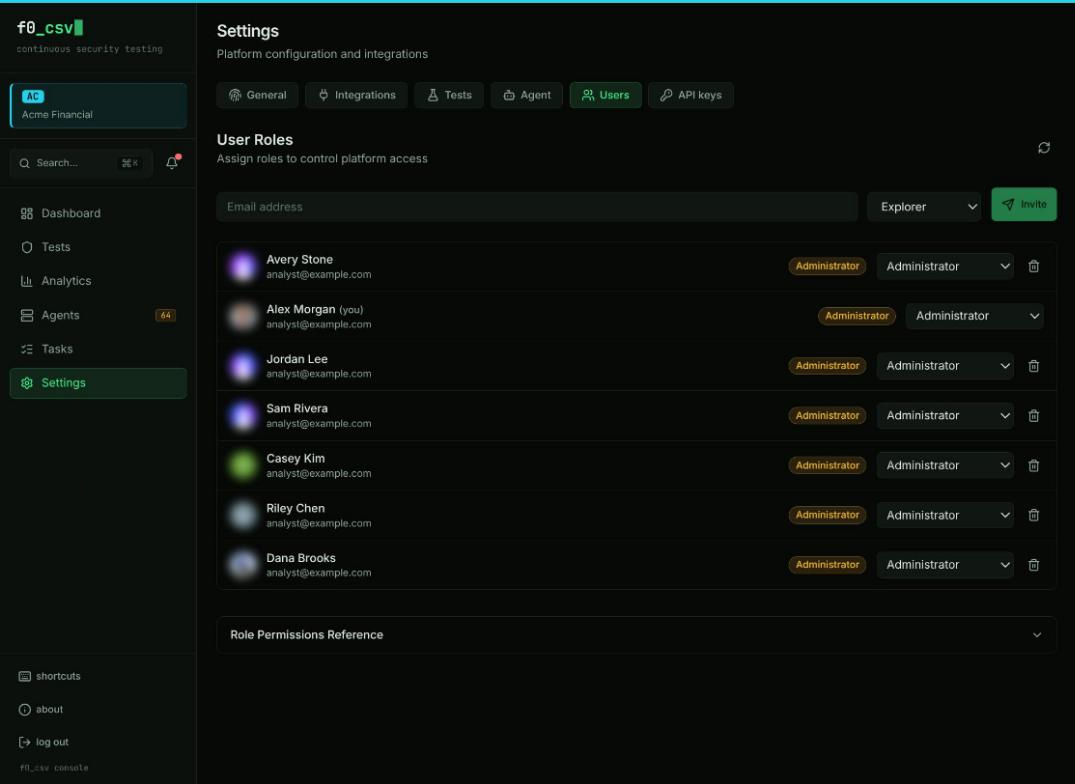 f0_csv
continuous security testing
AC
Acme Financial
Search...
⌘K
Dashboard
Tests
Analytics
Agents
64
Tasks
Settings
shortcuts
about
log out
f0_csv console
Settings
Platform configuration and integrations
General
Integrations
Tests
Agent
Users
API keys
User Roles
Assign roles to control platform access
Email address
Explorer
Invite
Avery Stone
analyst@example.com
Administrator
Administrator
Alex Morgan (you)
analyst@example.com
Administrator
Administrator
Jordan Lee
analyst@example.com
Administrator
Administrator
Sam Rivera
analyst@example.com
Administrator
Administrator
Casey Kim
analyst@example.com
Administrator
Administrator
Riley Chen
analyst@example.com
Administrator
Administrator
Dana Brooks
analyst@example.com
Administrator
Administrator
Role Permissions Reference